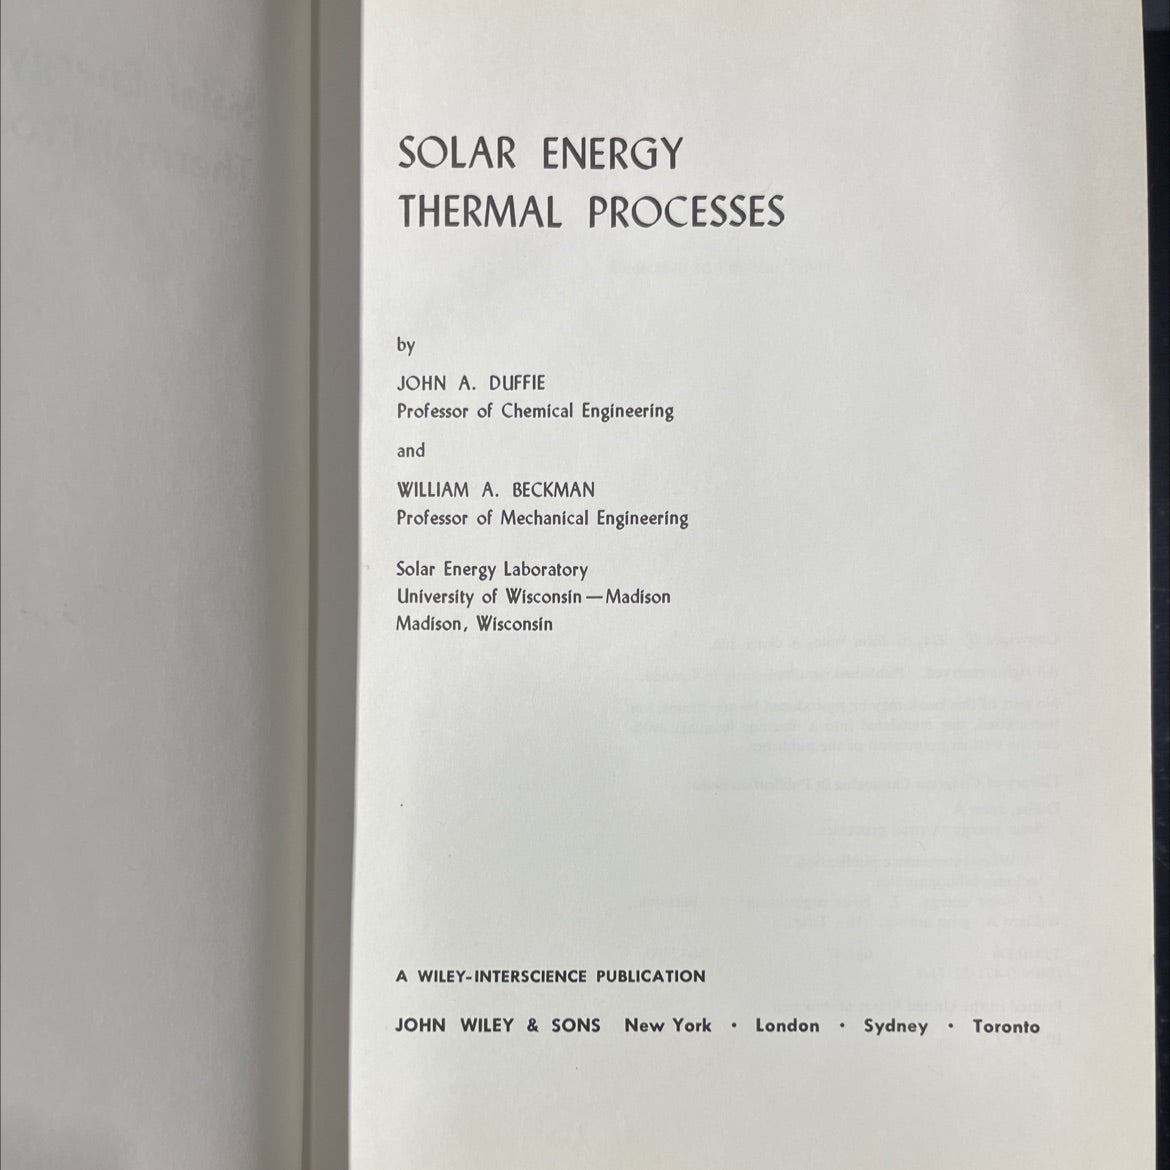 SOLAR ENERGY
THERMAL PROCESSES
by
JOHN A. DUFFIE
Professor of Chemical Engineering
and
WILLIAM A. BECKMAN
Professor of Mechanical Engineering
Solar Energy Laboratory
University of Wisconsin — Madison
Madison, Wisconsin
A WILEY-INTERSCIENCE PUBLICATION
JOHN WILEY & SONS New York • London • Sydney • Toronto